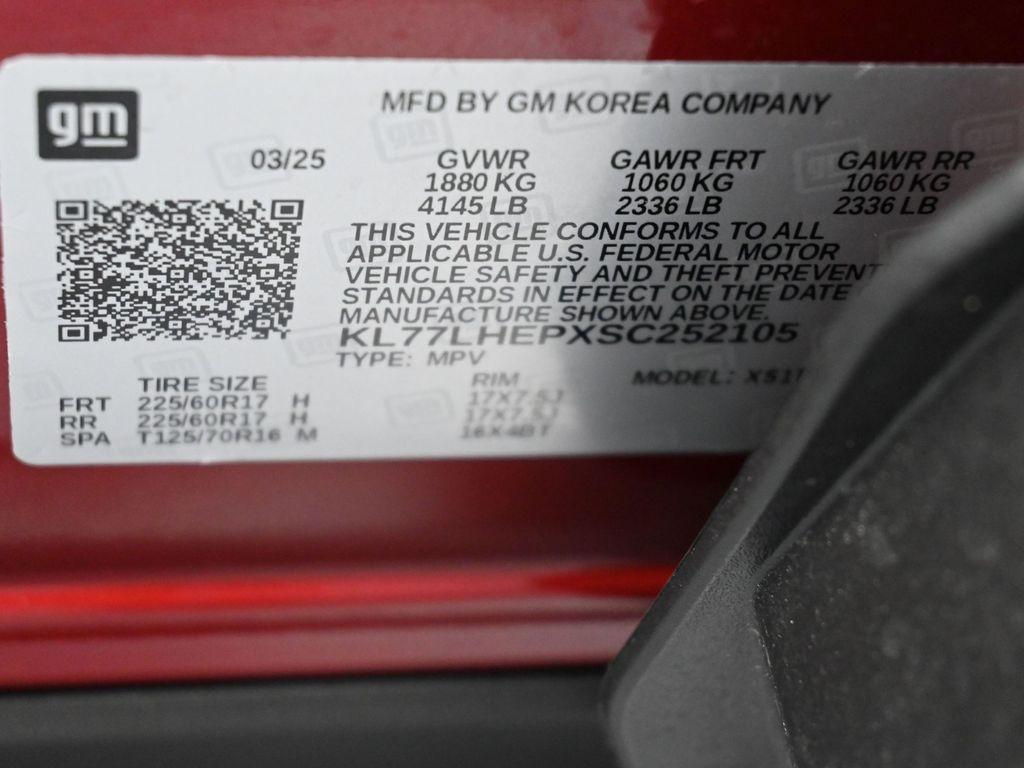 gm
MFD BY GM KOREA COMPANY
03/25 GVWR GAWR FRT GAWR RR
1880 KG 1060 KG 1060 KG
4145 LB 2336 LB 2336 LB
THIS VEHICLE CONFORMS TO ALL
APPLICABLE U.S. FEDERAL MOTOR
VEHICLE SAFETY AND THEFT PREVENT
STANDARDS IN EFFECT ON THE DATE
MANUFACTURE SHOWN ABOVE.
KL77LHEPXSC252105
TYPE: MPV MODEL:
TIRE SIZE RIM
FRT 225/60R17 H 17X7.5J
RR 225/60R17 H 17X7.5J
SPA T125/70R16 M 16X4BT